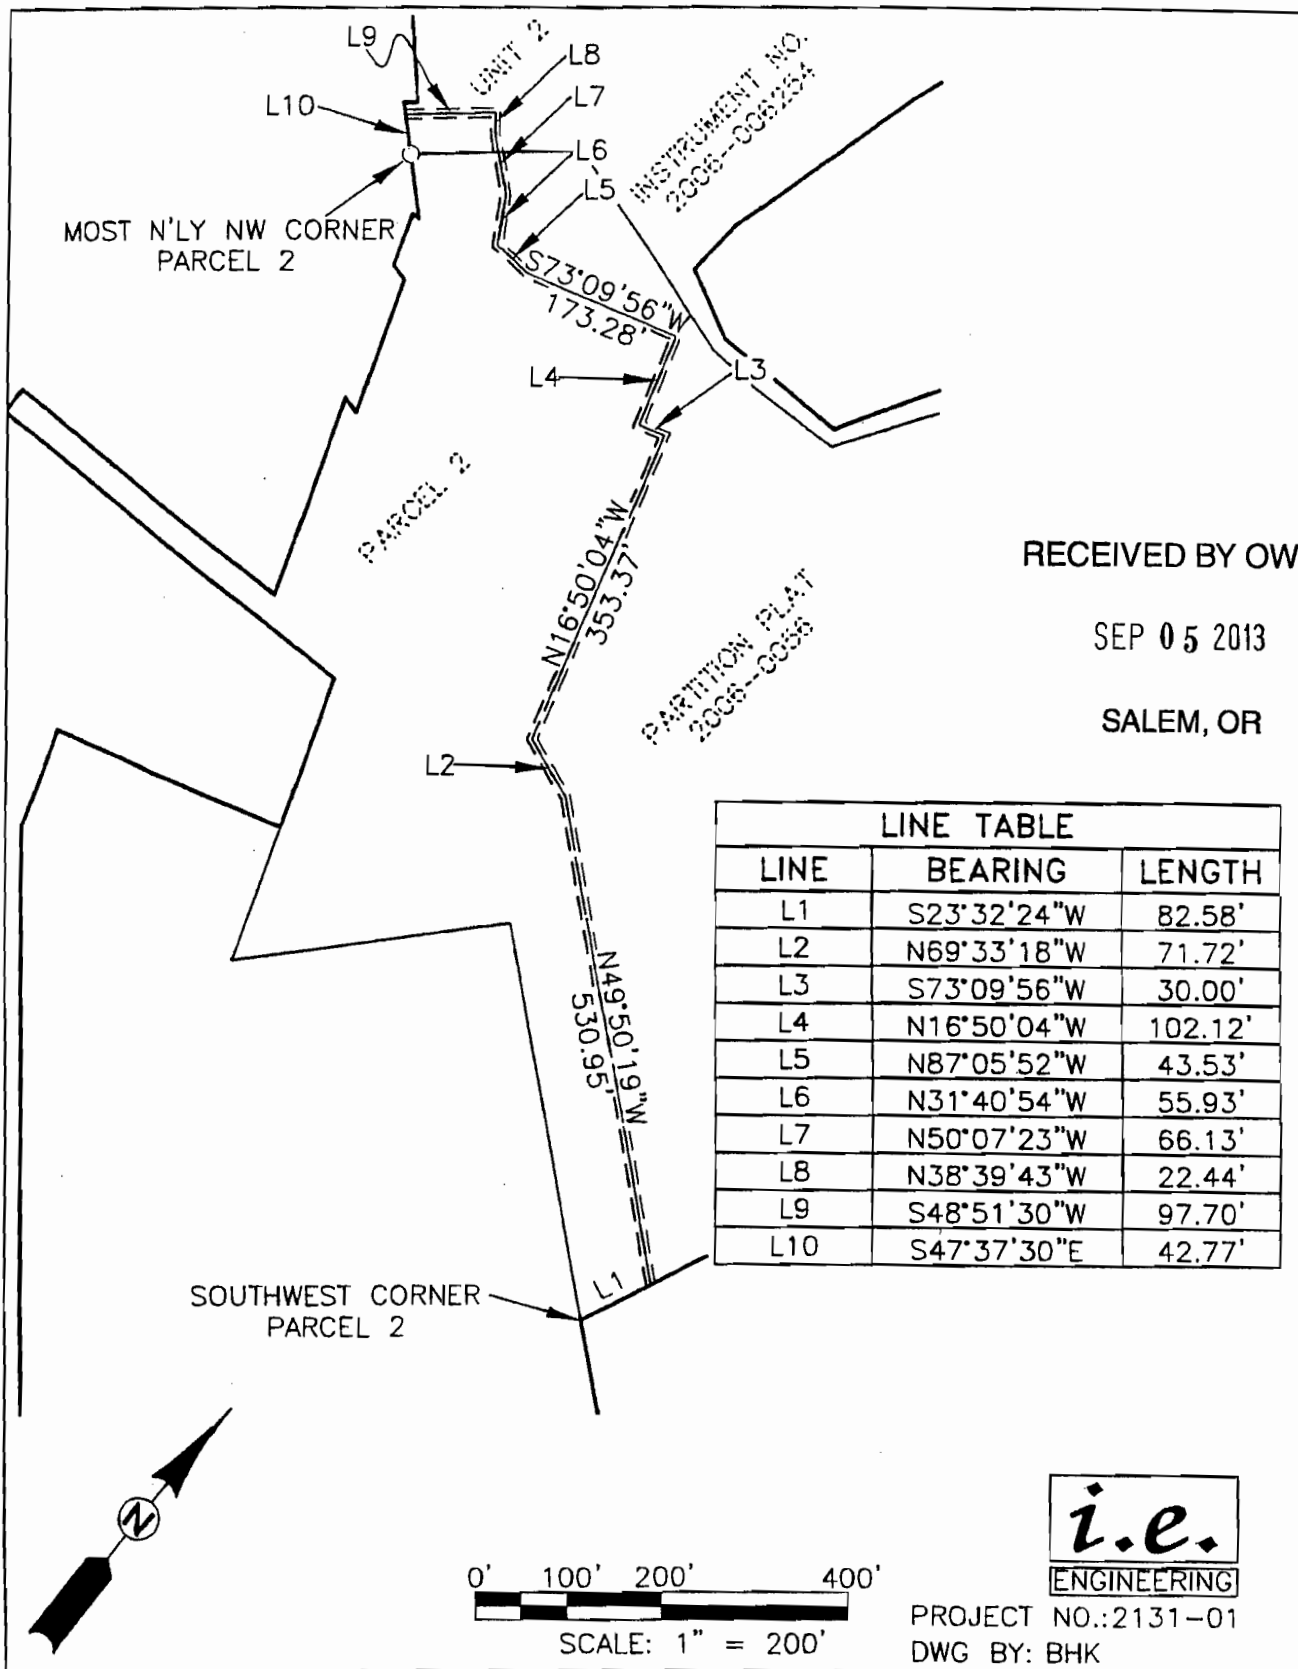 L9
UNIT 2
L8
L10
L7
INSTRUMENT NO.
2006-006254
L6
L5
MOST N'LY NW CORNER
PARCEL 2
S73°09'56"W
173.28'
L4
L3
PARCEL 2
N16°50'04"W
353.37'
RECEIVED BY OW
SEP 05 2013
SALEM, OR
PARTITION PLAT
2006-0056
L2
LINE TABLE
LINE BEARING LENGTH
L1 S23°32'24"W 82.58'
L2 N69°33'18"W 71.72'
L3 S73°09'56"W 30.00'
L4 N16°50'04"W 102.12'
L5 N87°05'52"W 43.53'
L6 N31°40'54"W 55.93'
L7 N50°07'23"W 66.13'
L8 N38°39'43"W 22.44'
L9 S48°51'30"W 97.70'
L10 S47°37'30"E 42.77'
N49°50'19"W
530.95'
L1
SOUTHWEST CORNER
PARCEL 2
N
0' 100' 200' 400'
SCALE: 1" = 200'
i.e.
ENGINEERING
PROJECT NO.:2131-01
DWG BY: BHK